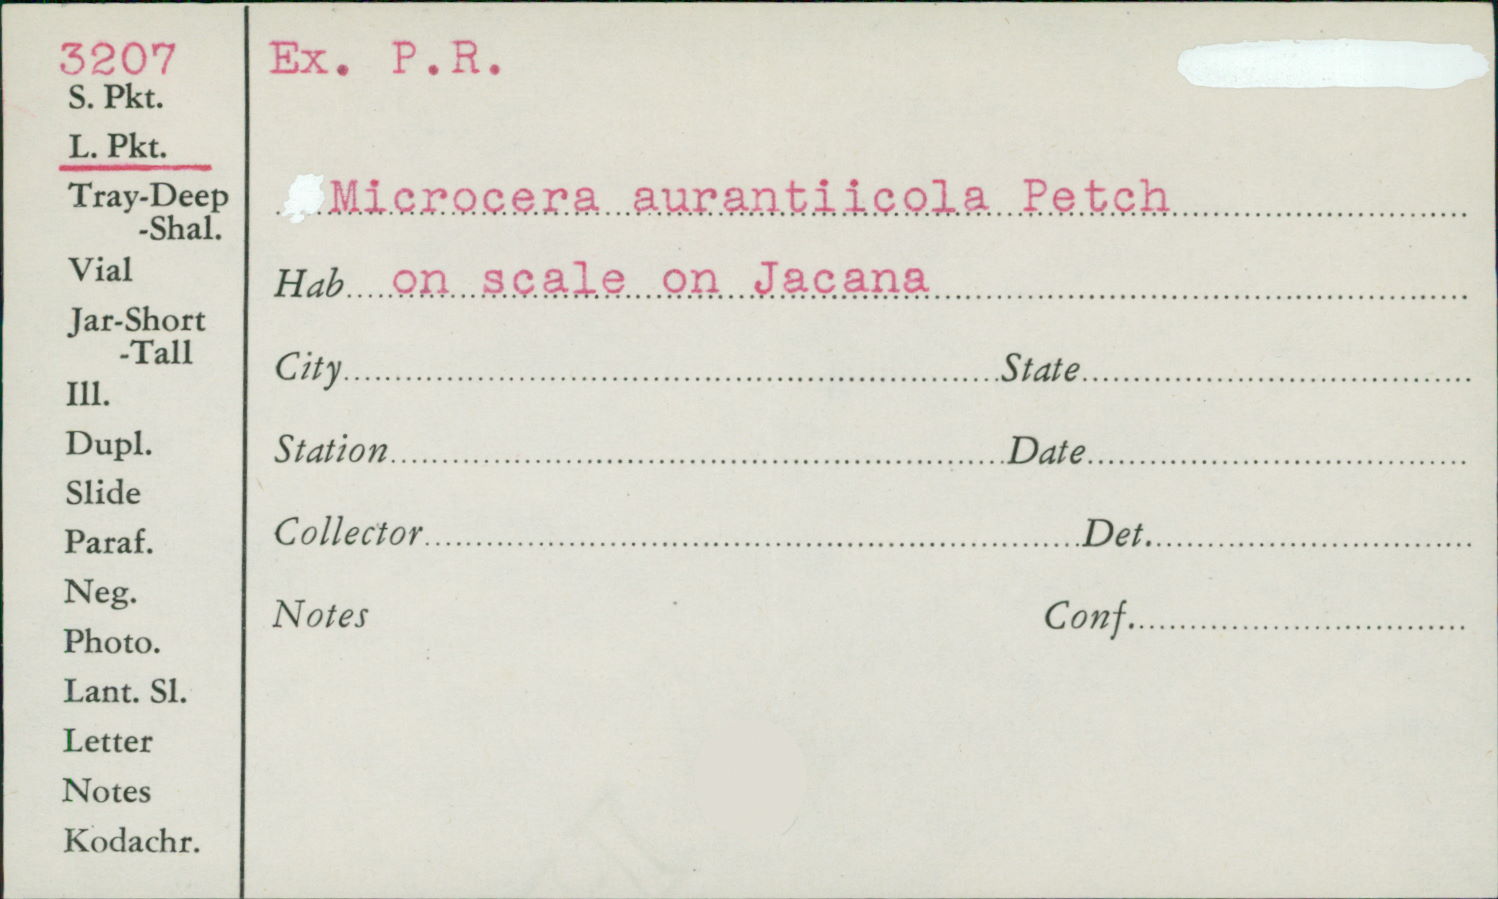 3207
S. Pkt.
L. Pkt.
Tray-Deep
-Shal.
Vial
Jar-Short
-Tall
Ill.
Dupl.
Slide
Paraf.
Neg.
Photo.
Lant. Sl.
Letter
Notes
Kodachr.
Ex. P.R.
Microcera aurantiicola Petch
Hab. on scale on Jacana
City State
Station Date
Collector Det.
Notes Conf.